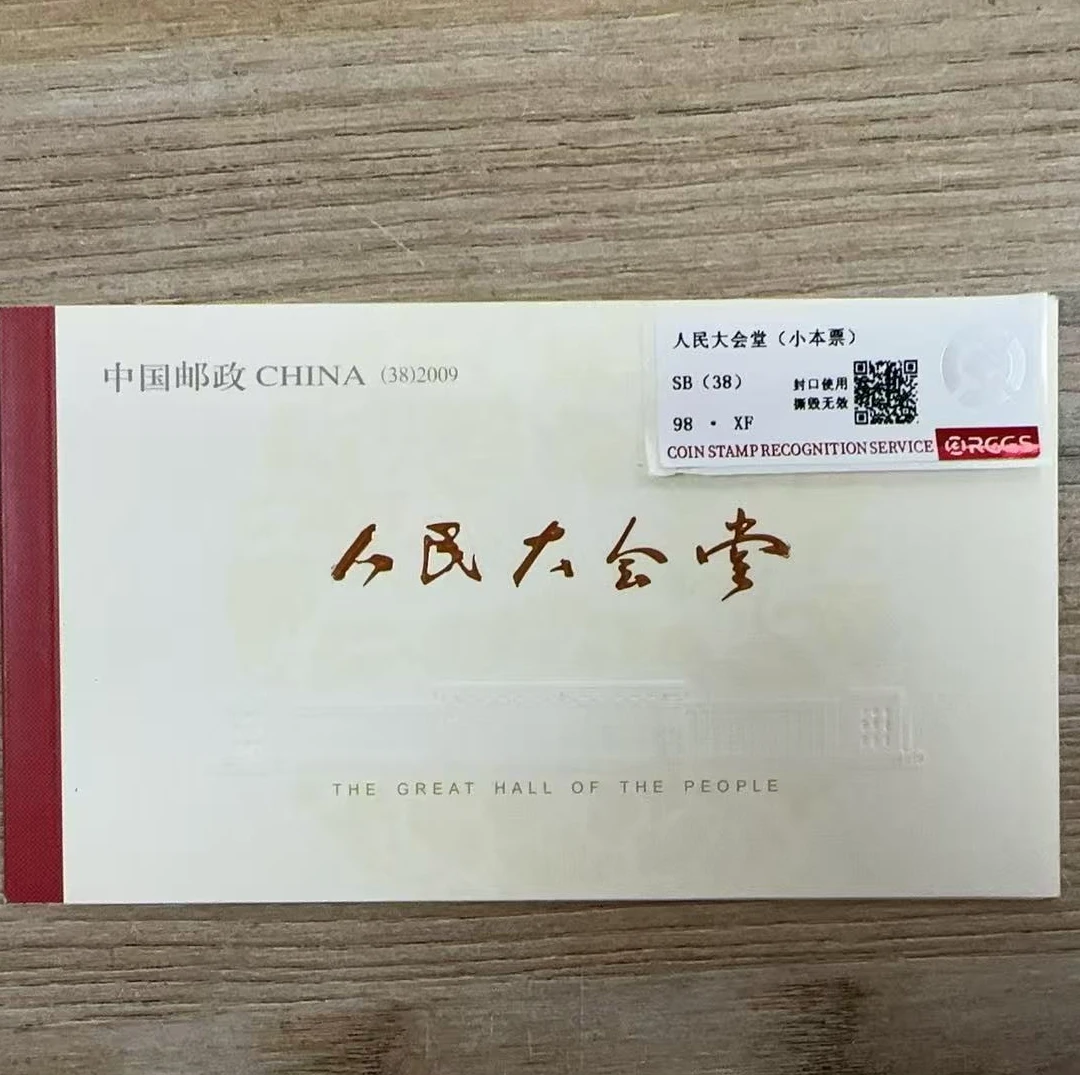 中国邮政 CHINA (38)2009
人民大会堂（小本票）
SB（38）
封口使用
撕毁无效
98 · XF
COIN STAMP RECOGNITION SERVICE
人民大会堂
THE GREAT HALL OF THE PEOPLE